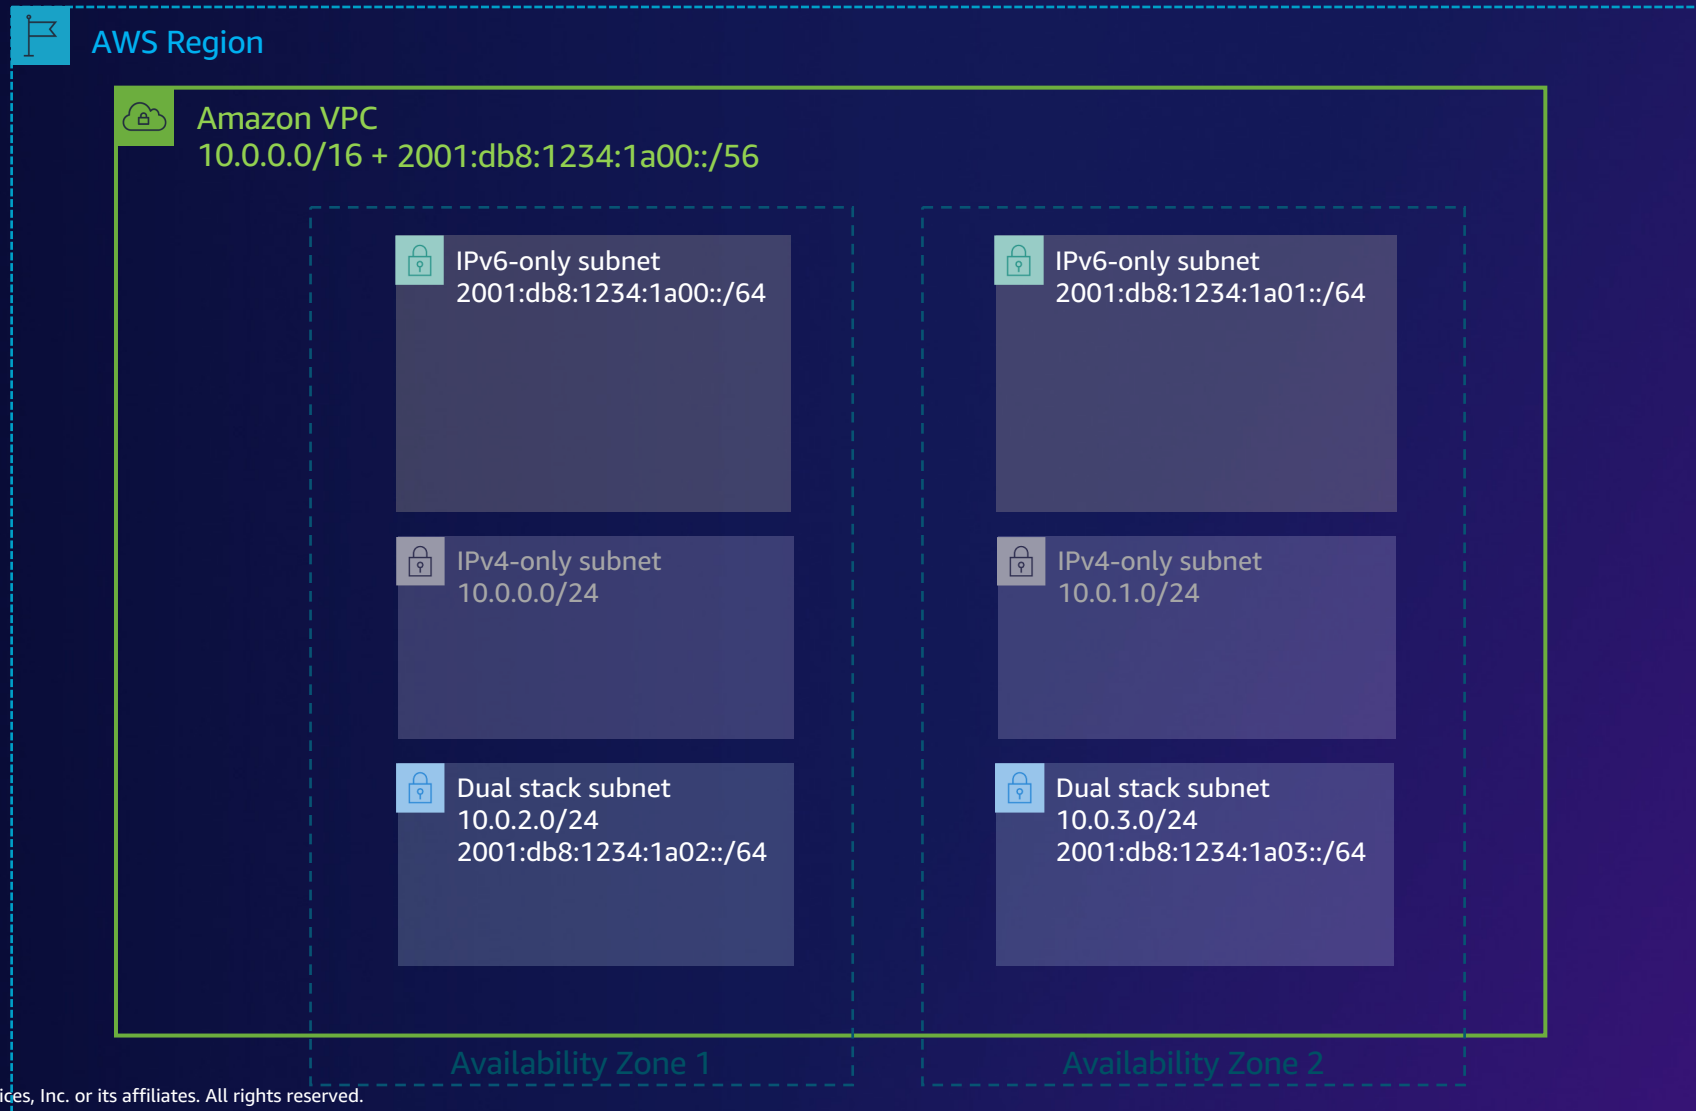 AWS Region
Amazon VPC
10.0.0.0/16 + 2001:db8:1234:1a00::/56
IPv6-only subnet
2001:db8:1234:1a00::/64
IPv4-only subnet
10.0.0.0/24
Dual stack subnet
10.0.2.0/24
2001:db8:1234:1a02::/64
Availability Zone 1
IPv6-only subnet
2001:db8:1234:1a01::/64
IPv4-only subnet
10.0.1.0/24
Dual stack subnet
10.0.3.0/24
2001:db8:1234:1a03::/64
Availability Zone 2
Inc. or its affiliates. All rights reserved.